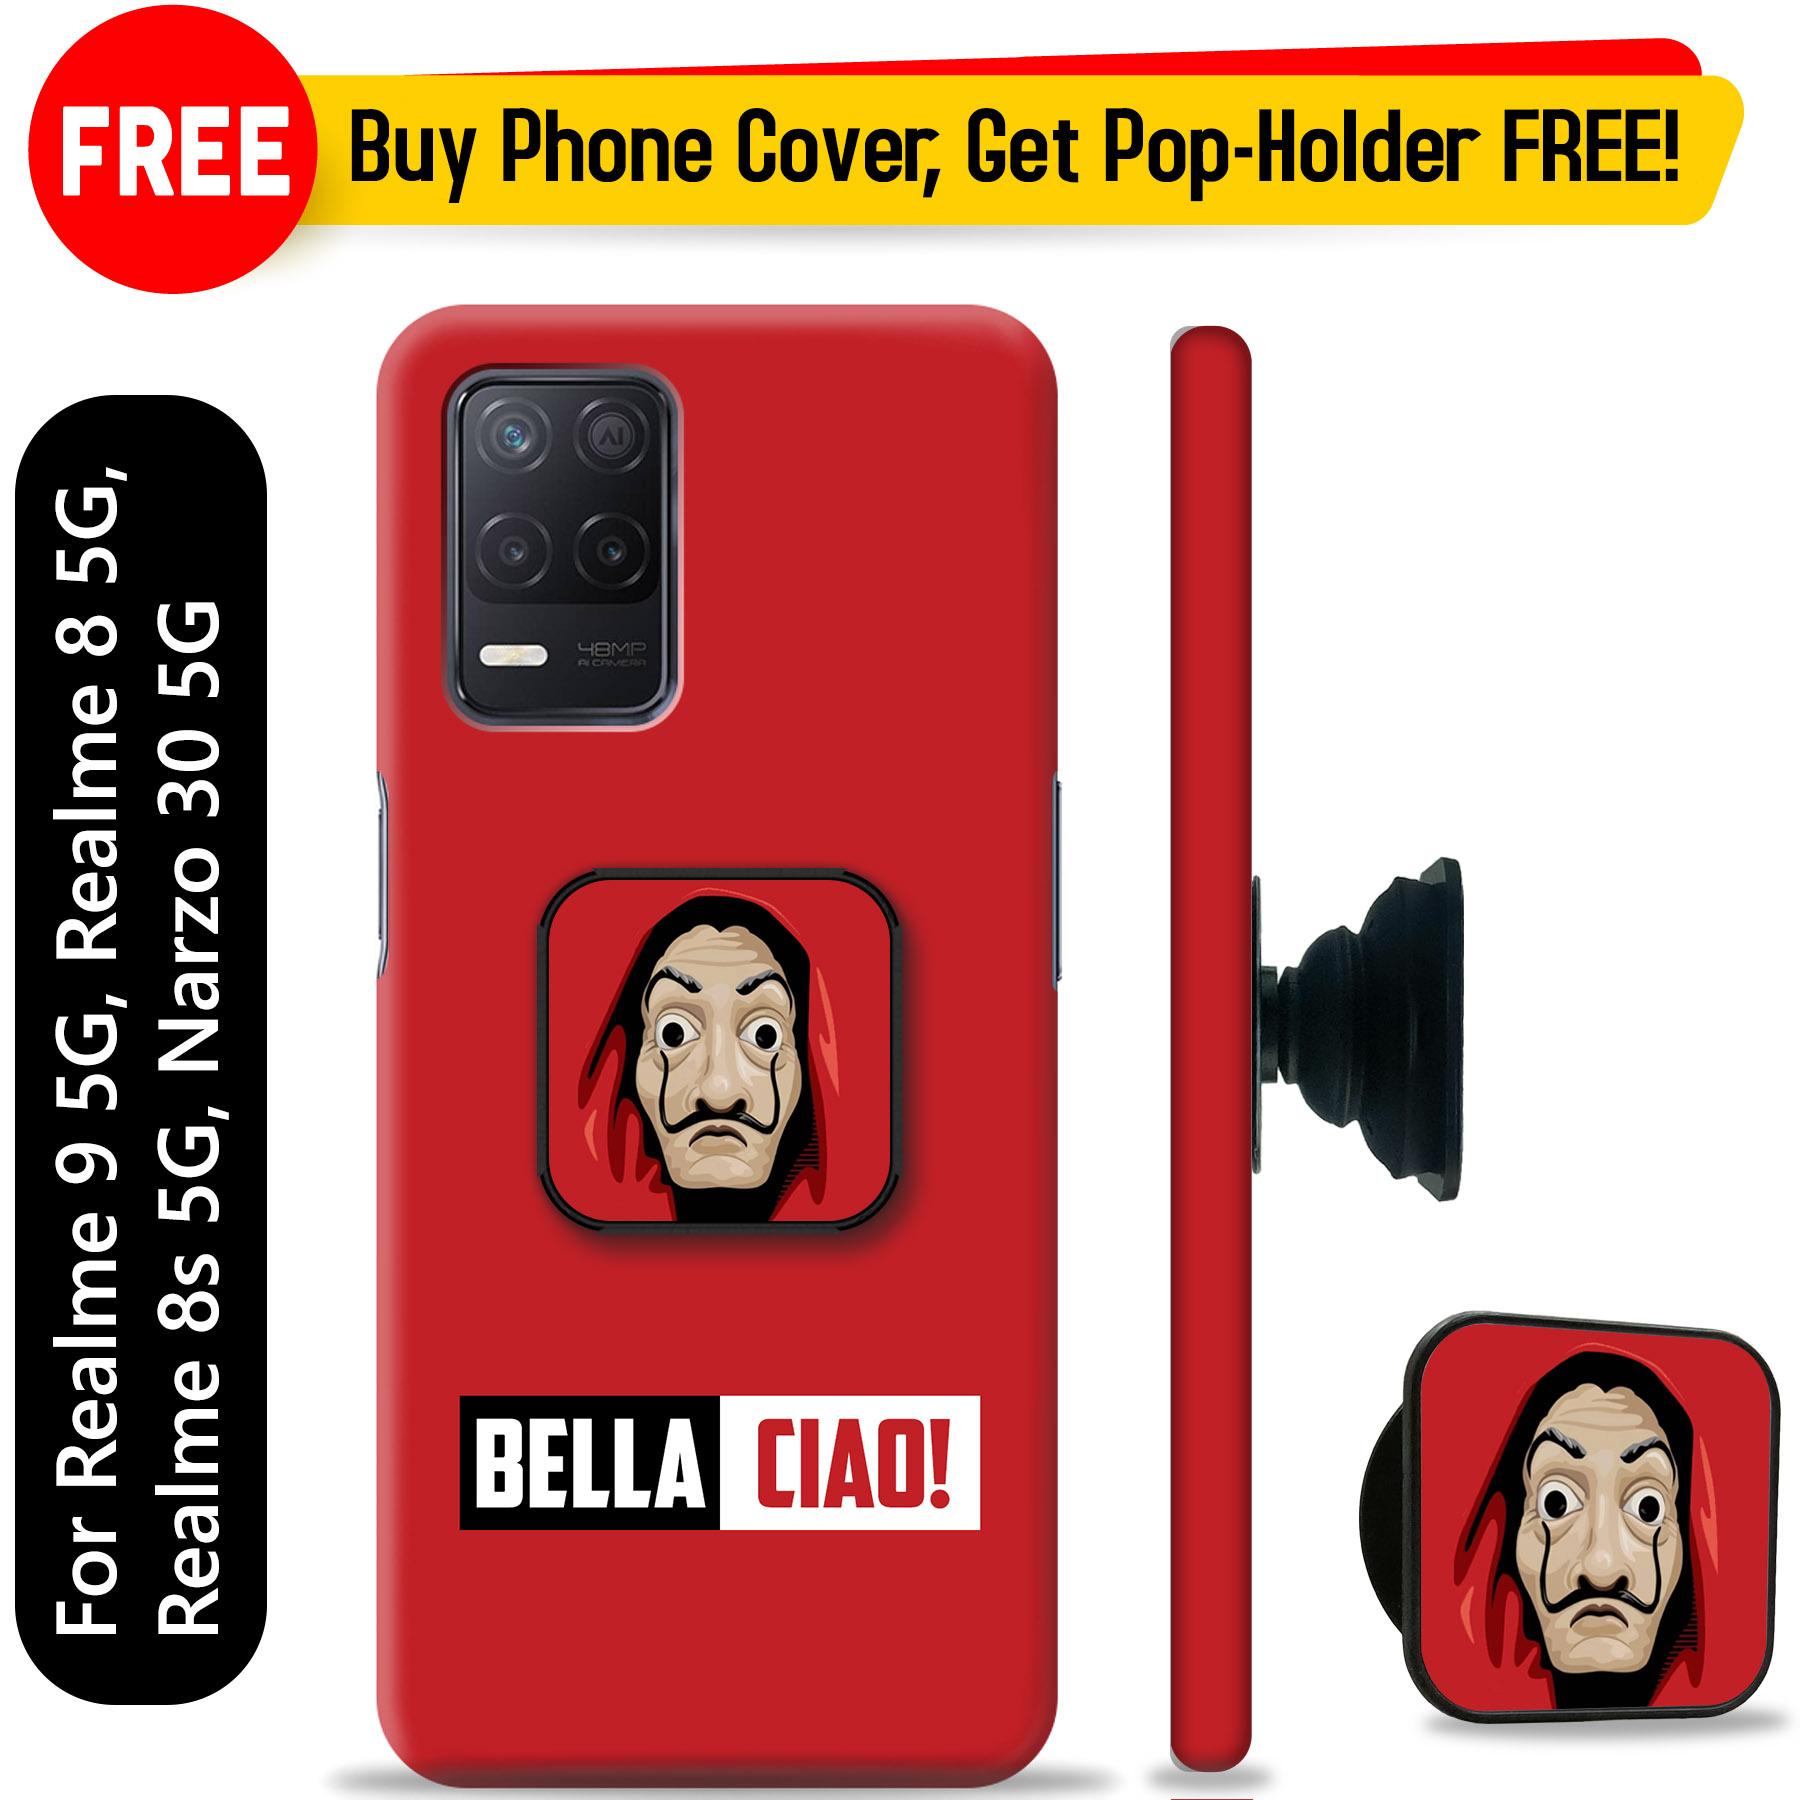 FREE
Buy Phone Cover, Get Pop-Holder FREE!
For Realme 9 5G, Realme 8 5G,
Realme 8s 5G, Narzo 30 5G
AI
48MP
AI CAMERA
BELLA CIAO!